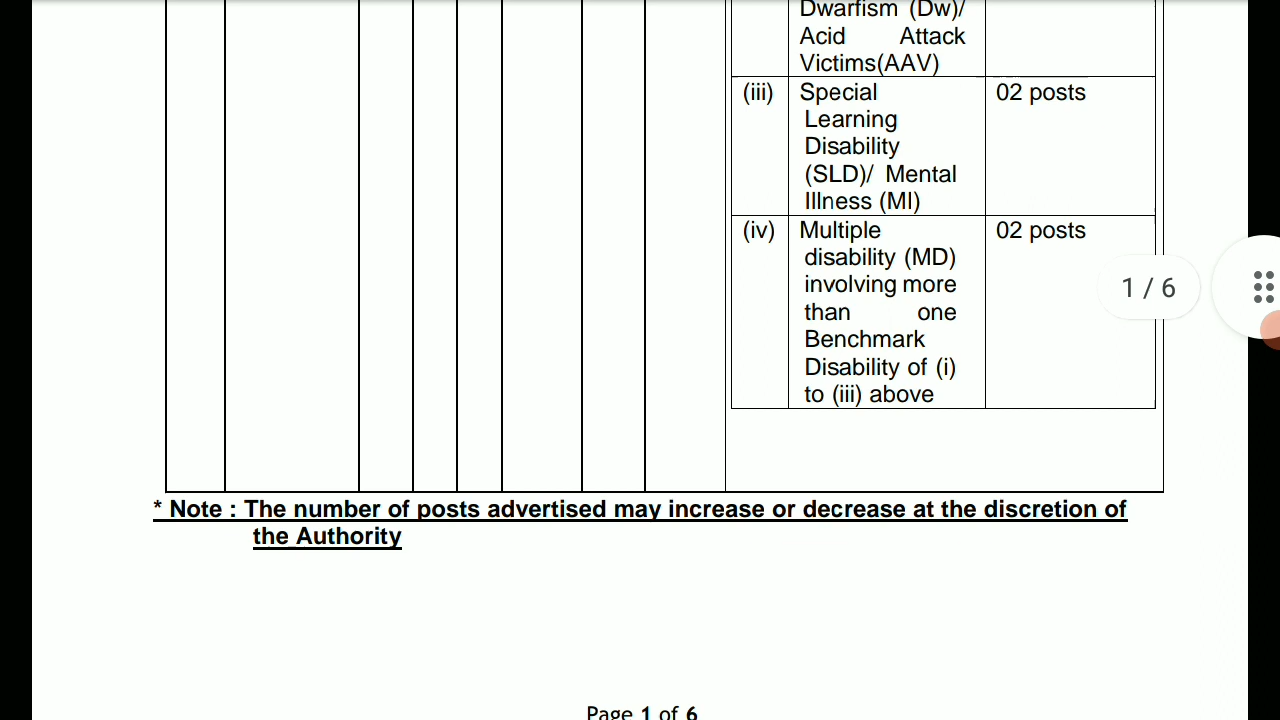 Dwarfism (Dw)/
Acid Attack
Victims(AAV)
(iii) Special 02 posts
Learning
Disability
(SLD)/ Mental
Illness (MI)
(iv) Multiple 02 posts
disability (MD)
involving more
than one
Benchmark
Disability of (i)
to (iii) above
1 / 6
* Note : The number of posts advertised may increase or decrease at the discretion of
the Authority
Page 1 of 6